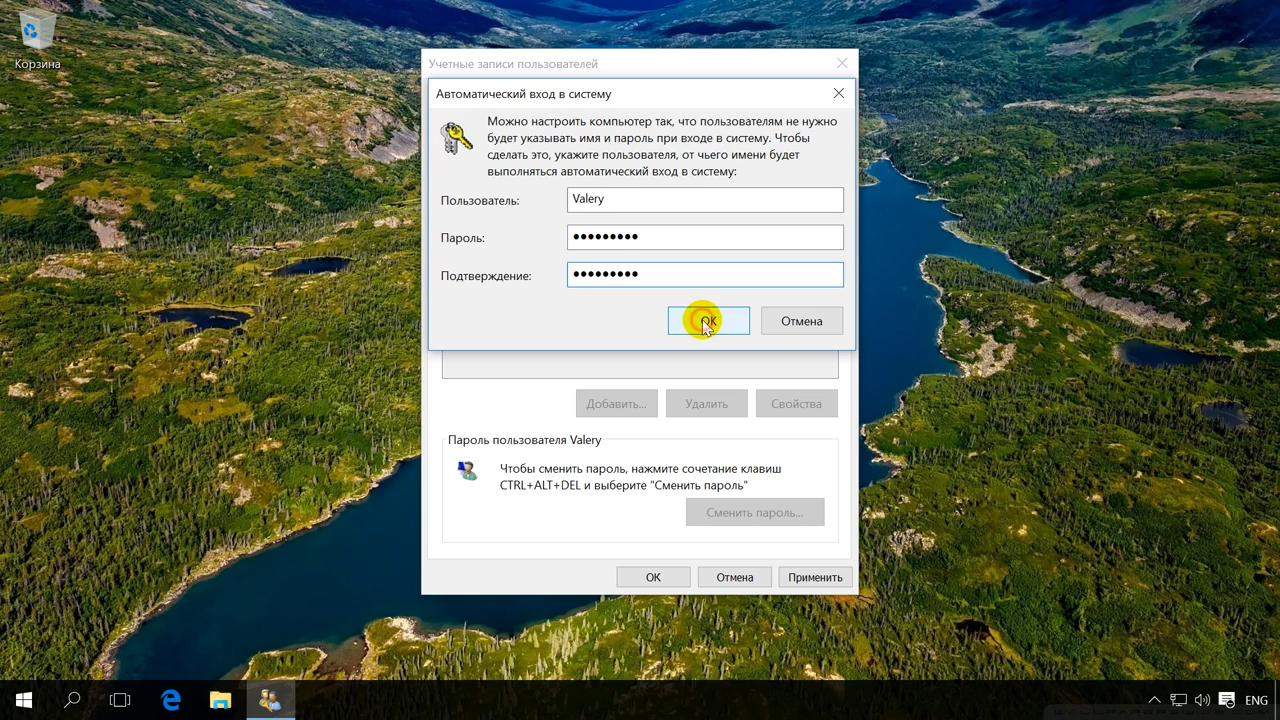 Корзина
Учетные записи пользователей
Автоматический вход в систему
Можно настроить компьютер так, что пользователям не нужно
будет указывать имя и пароль при входе в систему. Чтобы
сделать это, укажите пользователя, от чьего имени будет
выполняться автоматический вход в систему:
Пользователь: Valery
Пароль: ●●●●●●●●●
Подтверждение: ●●●●●●●●●
ОК Отмена
Добавить... Удалить Свойства
Пароль пользователя Valery
Чтобы сменить пароль, нажмите сочетание клавиш
CTRL+ALT+DEL и выберите "Сменить пароль"
Сменить пароль...
ОК Отмена Применить
ENG